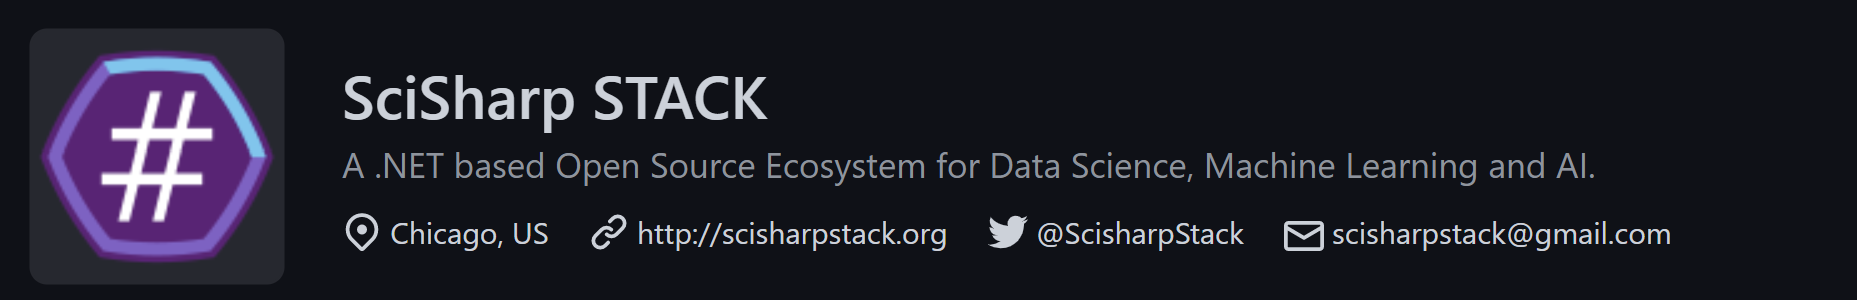 #
SciSharp STACK
A .NET based Open Source Ecosystem for Data Science, Machine Learning and AI.
Chicago, US http://scisharpstack.org @ScisharpStack scisharpstack@gmail.com